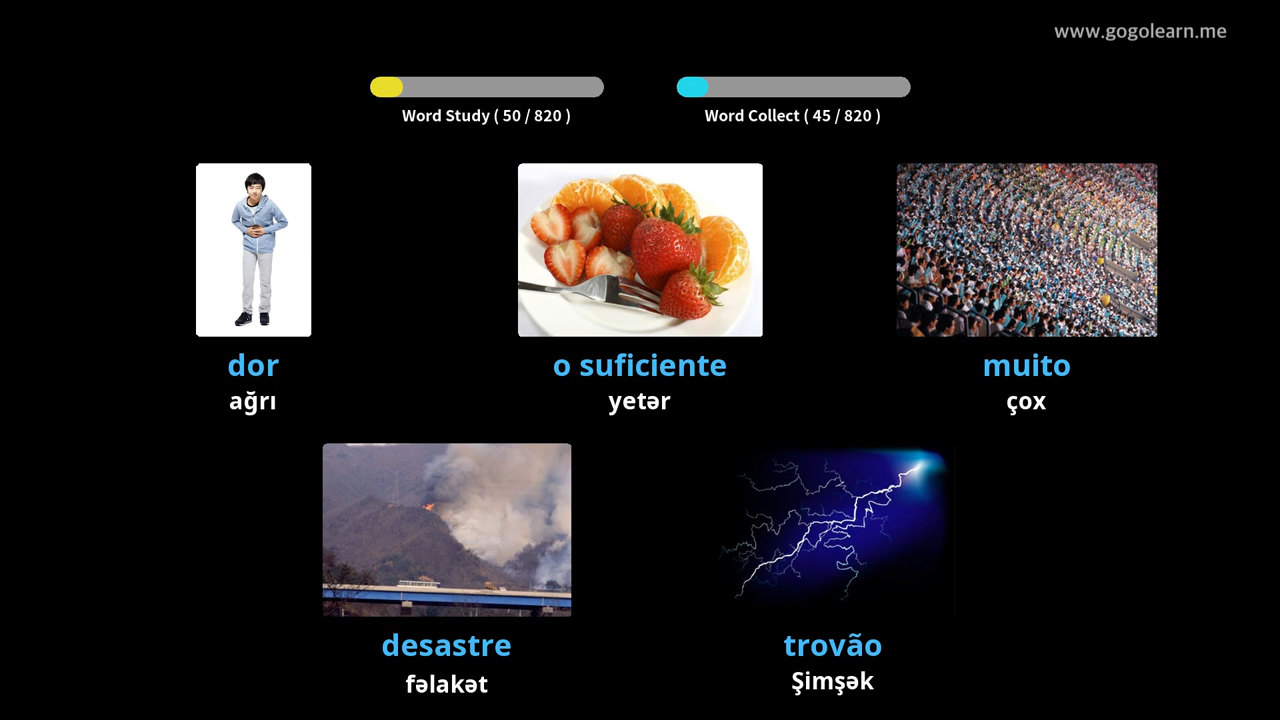 www.gogolearn.me
Word Study ( 50 / 820 )
Word Collect ( 45 / 820 )
dor
ağrı
o suficiente
yetər
muito
çox
desastre
fəlakət
trovão
Şimşək